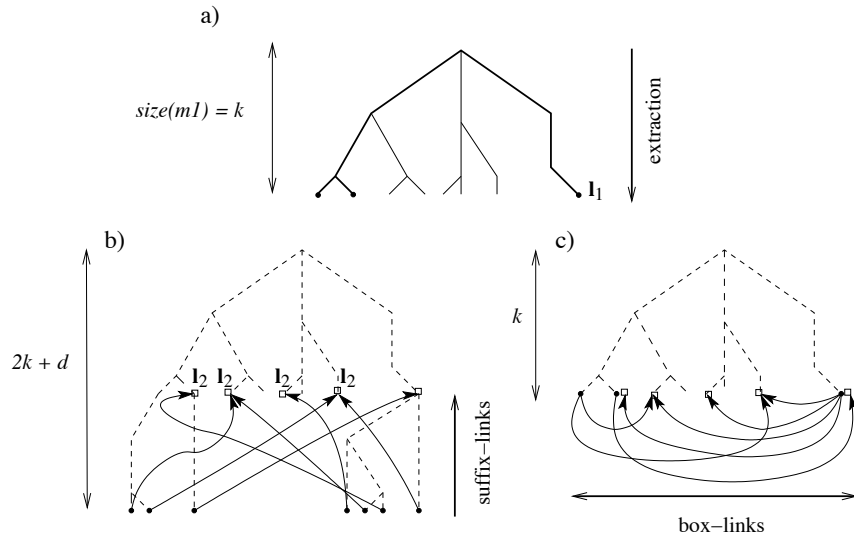 a)
size(m1) = k
extraction
l1
b)
c)
2k + d
k
l2 l2 l2 l2
suffix–links
box–links